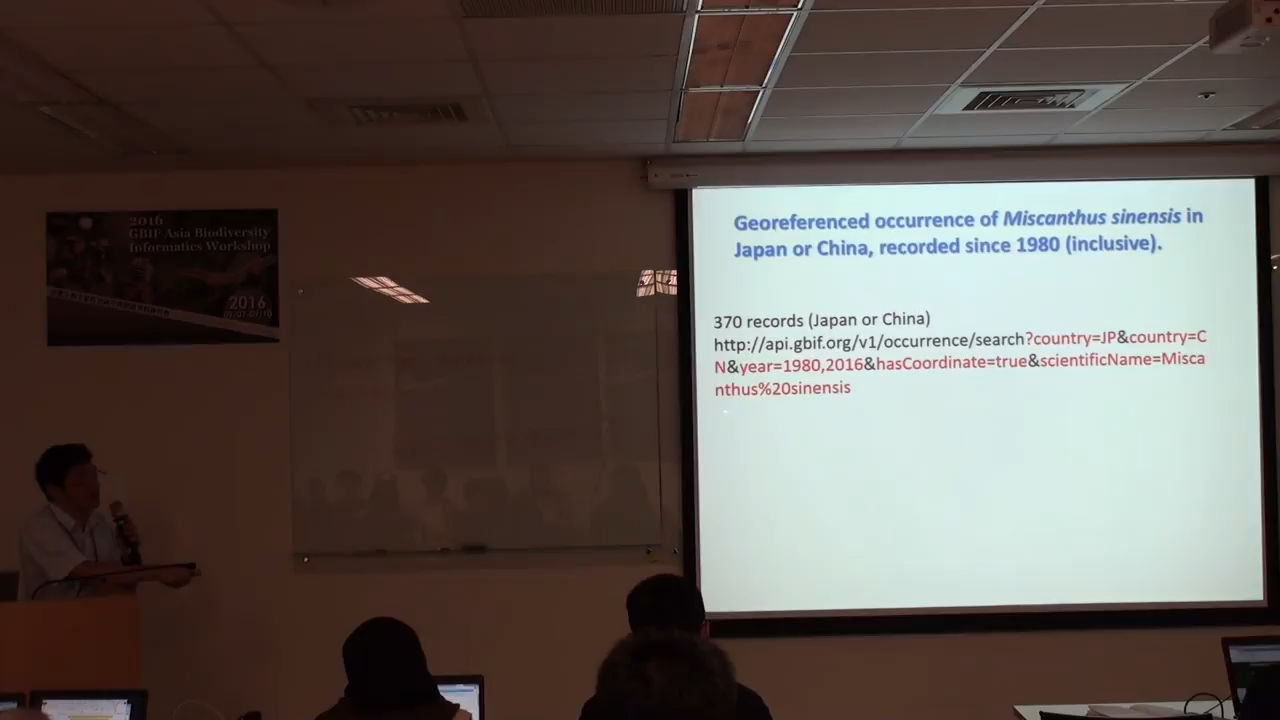 2016
GBIF Asia Biodiversity
Informatics Workshop
2016
Georeferenced occurrence of Miscanthus sinensis in
Japan or China, recorded since 1980 (inclusive).
370 records (Japan or China)
http://api.gbif.org/v1/occurrence/search?country=JP&country=C
N&year=1980,2016&hasCoordinate=true&scientificName=Misca
nthus%20sinensis